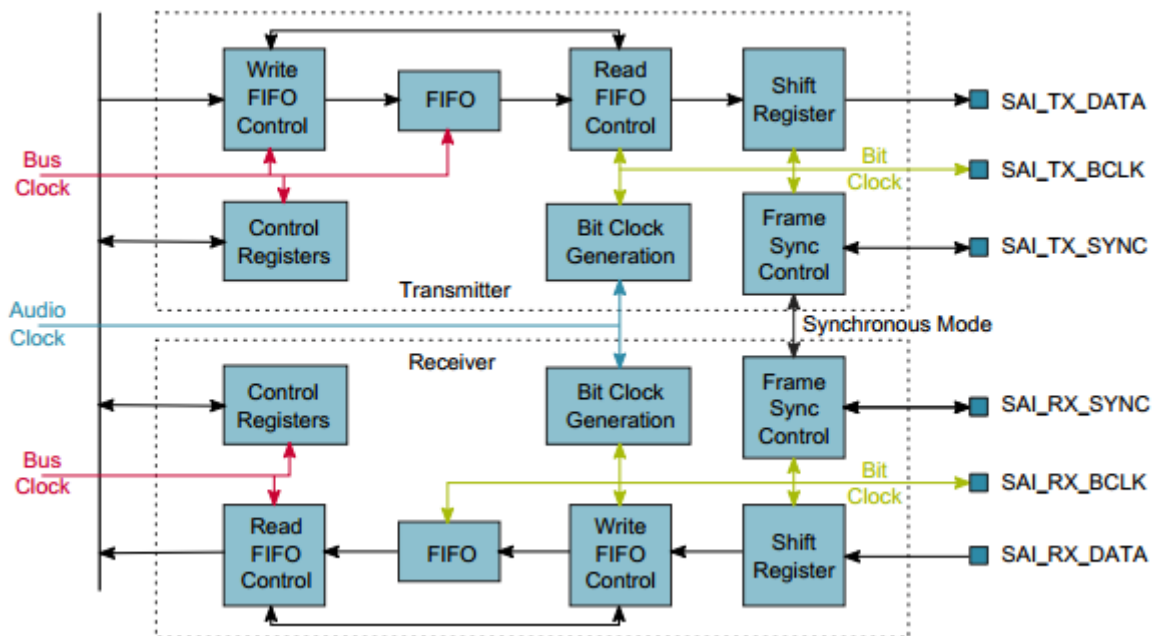 Write
FIFO
Control
FIFO
Read
FIFO
Control
Shift
Register
SAI_TX_DATA
Bus
Clock
Bit
Clock
SAI_TX_BCLK
Control
Registers
Bit Clock
Generation
Frame
Sync
Control
SAI_TX_SYNC
Transmitter
Audio
Clock
Synchronous Mode
Receiver
Control
Registers
Bit Clock
Generation
Frame
Sync
Control
SAI_RX_SYNC
Bus
Clock
Bit
Clock
SAI_RX_BCLK
Read
FIFO
Control
FIFO
Write
FIFO
Control
Shift
Register
SAI_RX_DATA